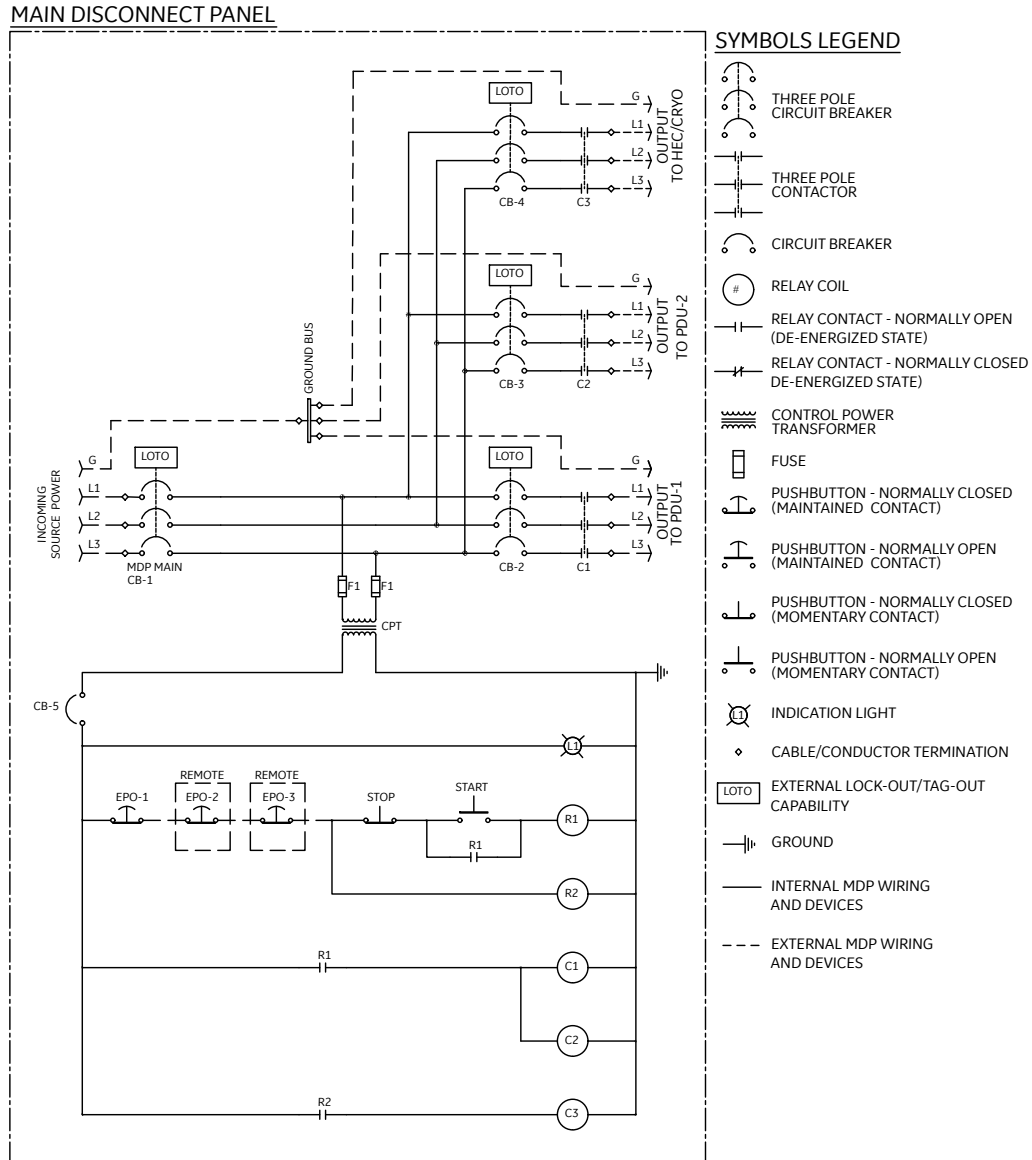 MAIN DISCONNECT PANEL
LOTO
G
L1
L2
L3
OUTPUT
TO HEC/CRYO
CB-4
C3
LOTO
G
L1
L2
L3
OUTPUT
TO PDU-2
CB-3
C2
GROUND BUS
INCOMING
SOURCE POWER
G
L1
L2
L3
LOTO
MDP MAIN
CB-1
LOTO
G
L1
L2
L3
OUTPUT
TO PDU-1
CB-2
C1
F1
F1
CPT
CB-5
L1
EPO-1
REMOTE
EPO-2
REMOTE
EPO-3
STOP
START
R1
R1
R2
R1
C1
C2
R2
C3
SYMBOLS LEGEND
THREE POLE
CIRCUIT BREAKER
THREE POLE
CONTACTOR
CIRCUIT BREAKER
#
RELAY COIL
RELAY CONTACT - NORMALLY OPEN
(DE-ENERGIZED STATE)
RELAY CONTACT - NORMALLY CLOSED
DE-ENERGIZED STATE)
CONTROL POWER
TRANSFORMER
FUSE
PUSHBUTTON - NORMALLY CLOSED
(MAINTAINED CONTACT)
PUSHBUTTON - NORMALLY OPEN
(MAINTAINED CONTACT)
PUSHBUTTON - NORMALLY CLOSED
(MOMENTARY CONTACT)
PUSHBUTTON - NORMALLY OPEN
(MOMENTARY CONTACT)
L1
INDICATION LIGHT
CABLE/CONDUCTOR TERMINATION
LOTO
EXTERNAL LOCK-OUT/TAG-OUT
CAPABILITY
GROUND
INTERNAL MDP WIRING
AND DEVICES
EXTERNAL MDP WIRING
AND DEVICES